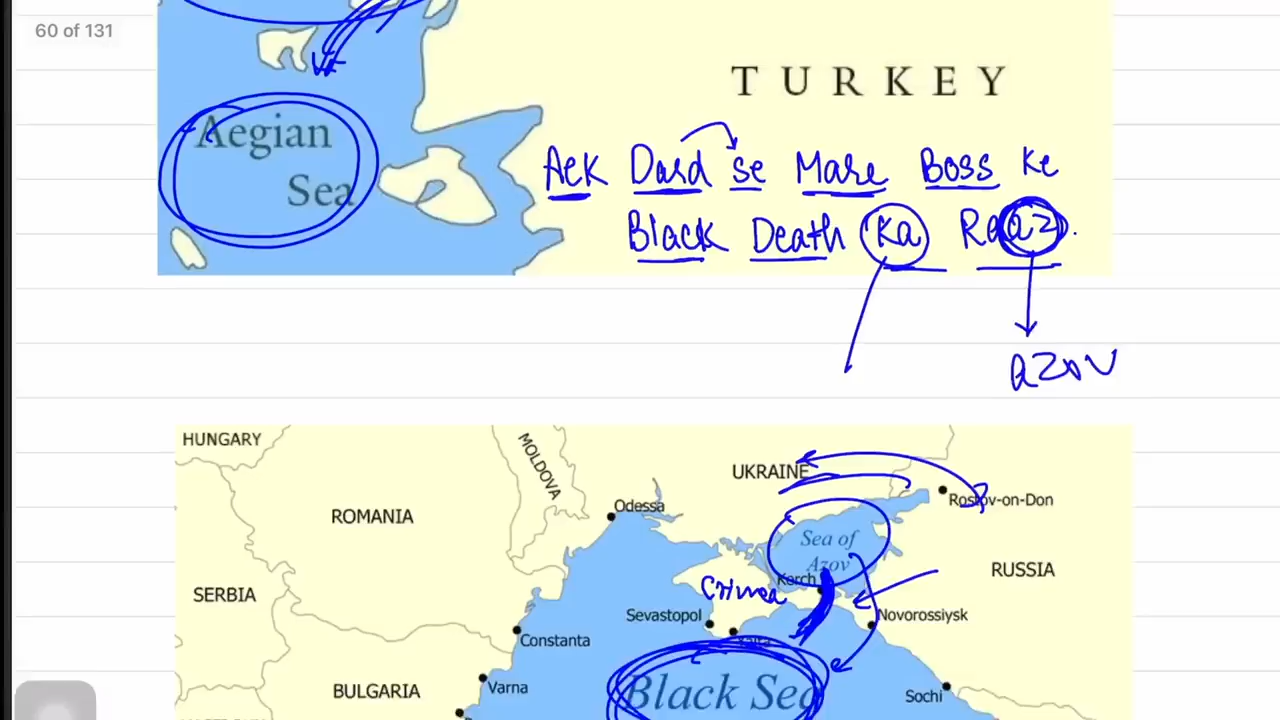 60 of 131
TURKEY
Aegian
Sea
Aek Dard se Mare Boss ke
Black Death Ka Raaz.
azov
HUNGARY
MOLDOVA
UKRAINE
Rostov-on-Don
Odessa
ROMANIA
Sea of
Azov
RUSSIA
Kerch
Crimea
SERBIA
Sevastopol
Novorossiysk
Yalta
Constanta
Black Sea
Varna
BULGARIA
Sochi